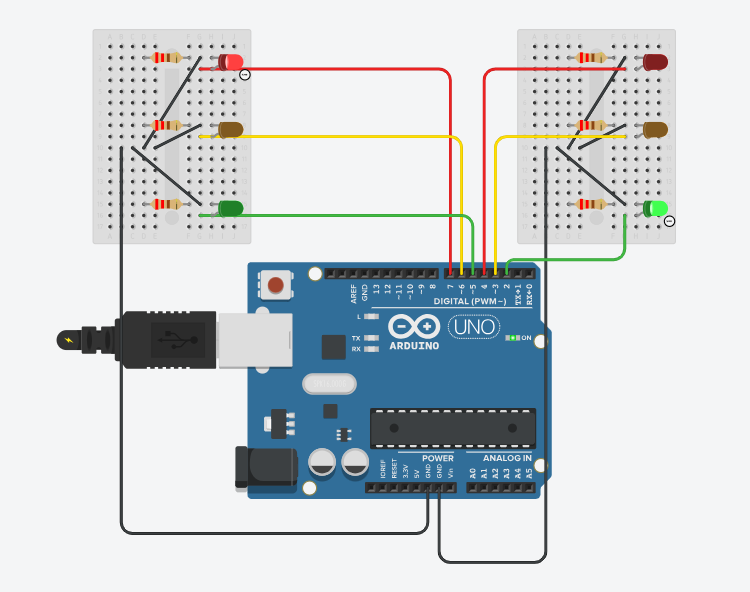 AREF
GND
13
12
~11
~10
~9
8
7
~6
~5
4
~3
2
TX→1
RX←0
DIGITAL (PWM~)
L
TX
RX
ARDUINO
UNO
ON
POWER
ANALOG IN
IOREF
RESET
3.3V
5V
GND
GND
Vin
A0
A1
A2
A3
A4
A5